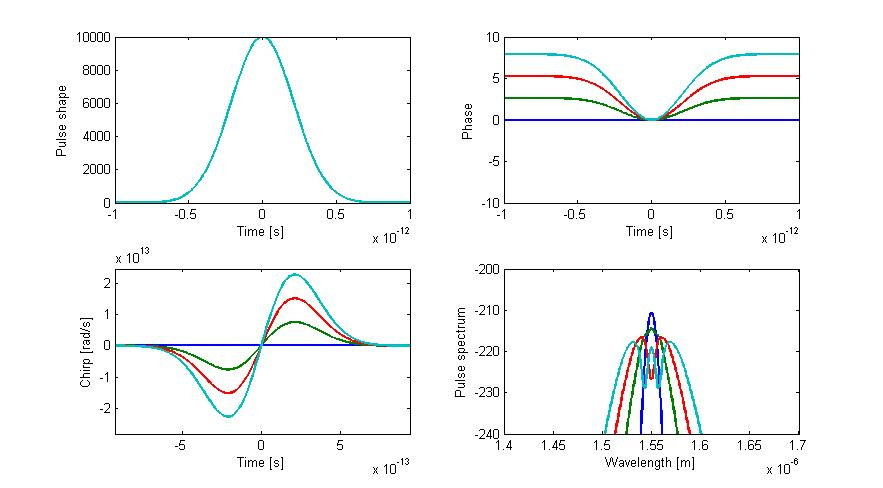 10000
8000
6000
4000
2000
0
Pulse shape
-1 -0.5 0 0.5 1
Time [s]
x 10-12
10
5
0
-5
-10
Phase
-1 -0.5 0 0.5 1
Time [s]
x 10-12
x 10 13
2
1
0
-1
-2
Chirp [rad/s]
-5 0 5
Time [s]
x 10-13
-200
-210
-220
-230
-240
Pulse spectrum
1.4 1.45 1.5 1.55 1.6 1.65 1.7
Wavelength [m]
x 10-6